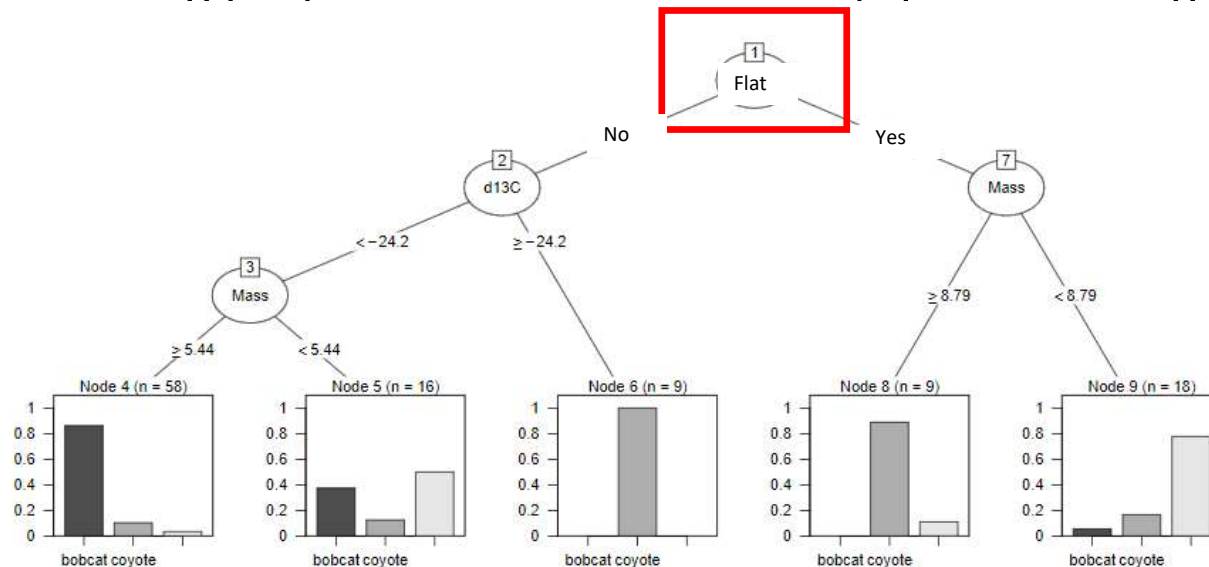 1
Flat
No
Yes
2
d13C
7
Mass
< −24.2
≥ −24.2
3
Mass
≥ 8.79
< 8.79
≥ 5.44
< 5.44
Node 4 (n = 58)
Node 5 (n = 16)
Node 6 (n = 9)
Node 8 (n = 9)
Node 9 (n = 18)
1
0.8
0.6
0.4
0.2
0
1
0.8
0.6
0.4
0.2
0
1
0.8
0.6
0.4
0.2
0
1
0.8
0.6
0.4
0.2
0
1
0.8
0.6
0.4
0.2
0
bobcat coyote
bobcat coyote
bobcat coyote
bobcat coyote
bobcat coyote